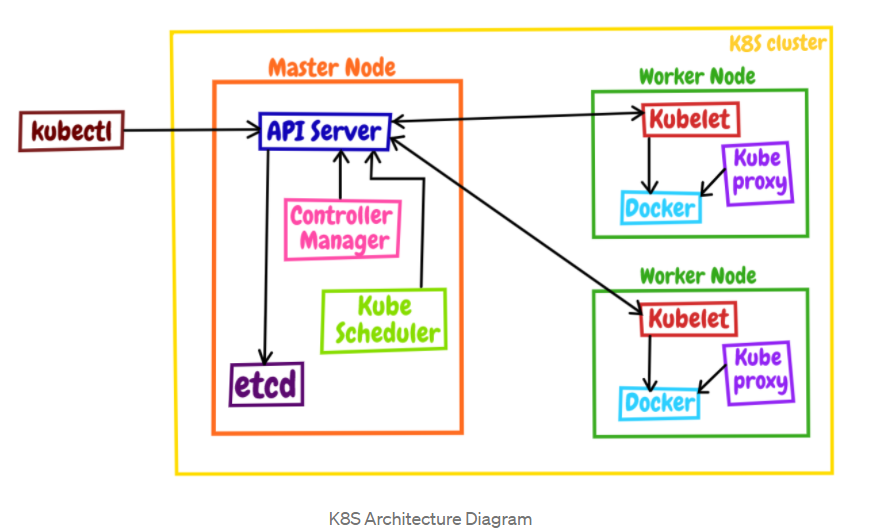 K8S cluster
Master Node
Worker Node
kubectl
API Server
Kubelet
Kube
proxy
Docker
Controller
Manager
Worker Node
Kube
Scheduler
Kubelet
Kube
proxy
etcd
Docker
K8S Architecture Diagram